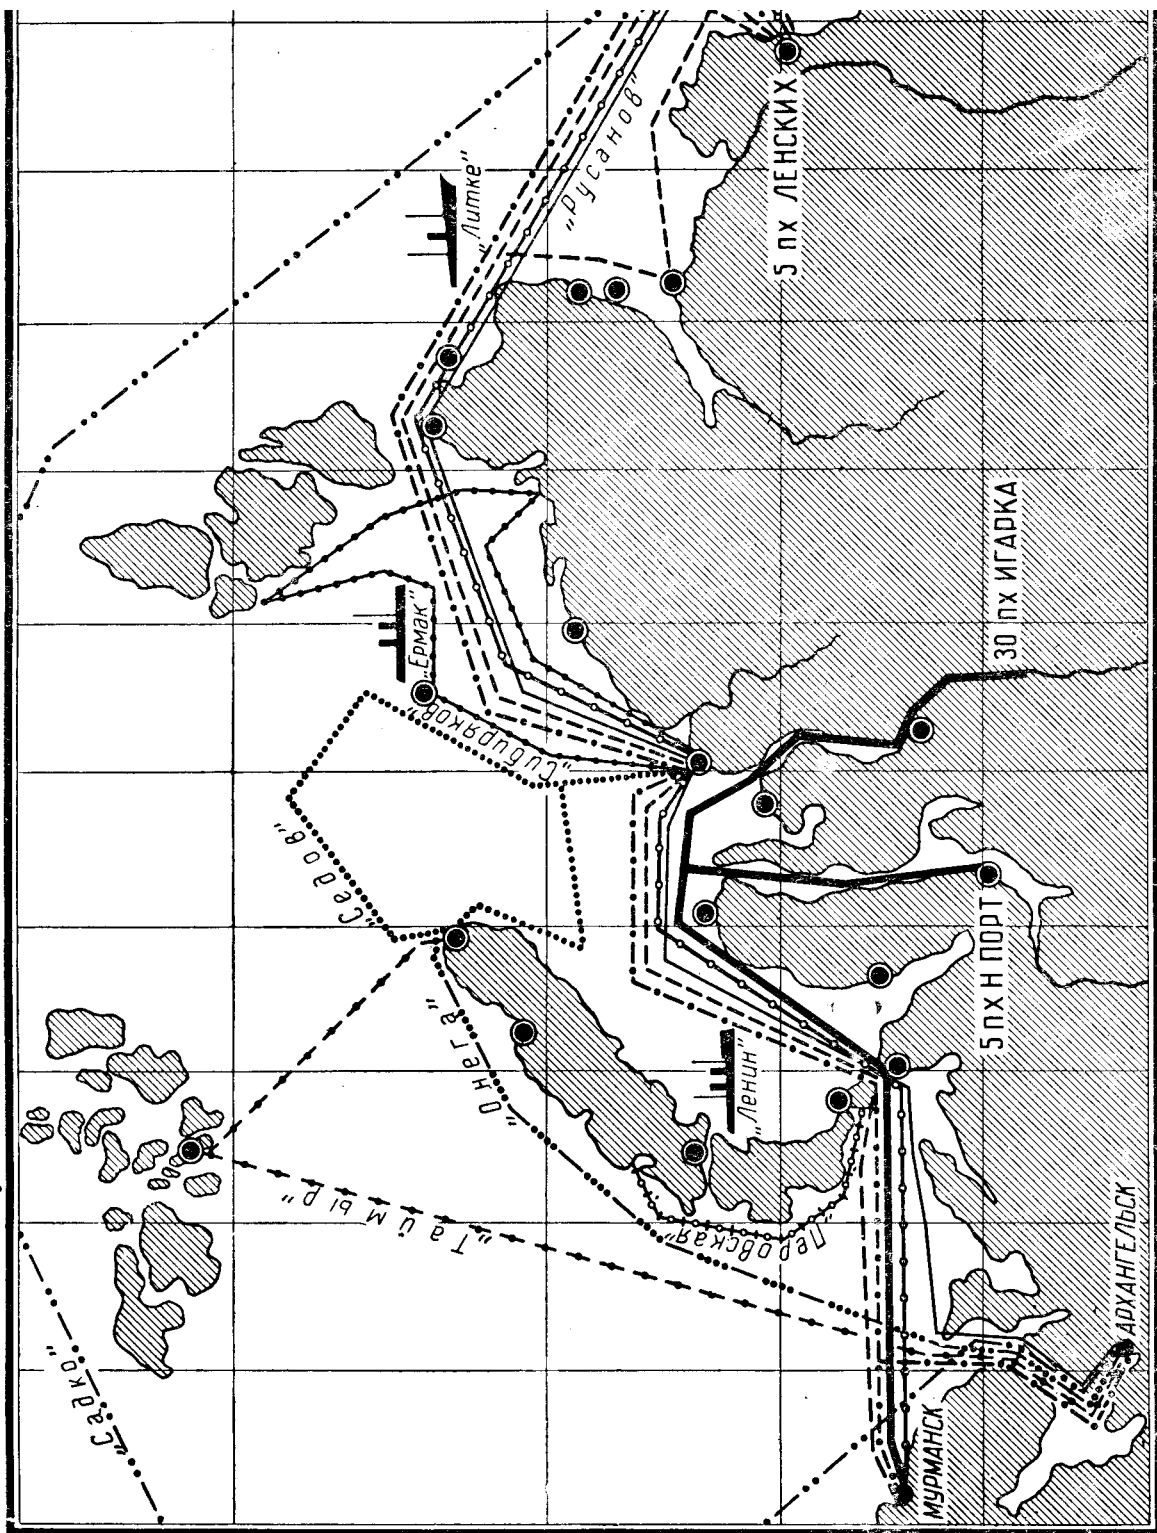 „Садко"
МУРМАНСК
АРХАНГЕЛЬСК
„Таймыр"
„Перовская"
„Ленин"
„Онега"
5 ПХ Н ПОРТ
„Седов"
„Сибиряков"
„Ермак"
30 ПХ ИГАРКА
„Литке"
„Русанов"
5 ПХ ЛЕНСКИХ